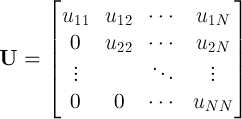 U = [ u₁₁ u₁₂ ⋯ u₁N
0 u₂₂ ⋯ u₂N
⋮ ⋱ ⋮
0 0 ⋯ uNN ]